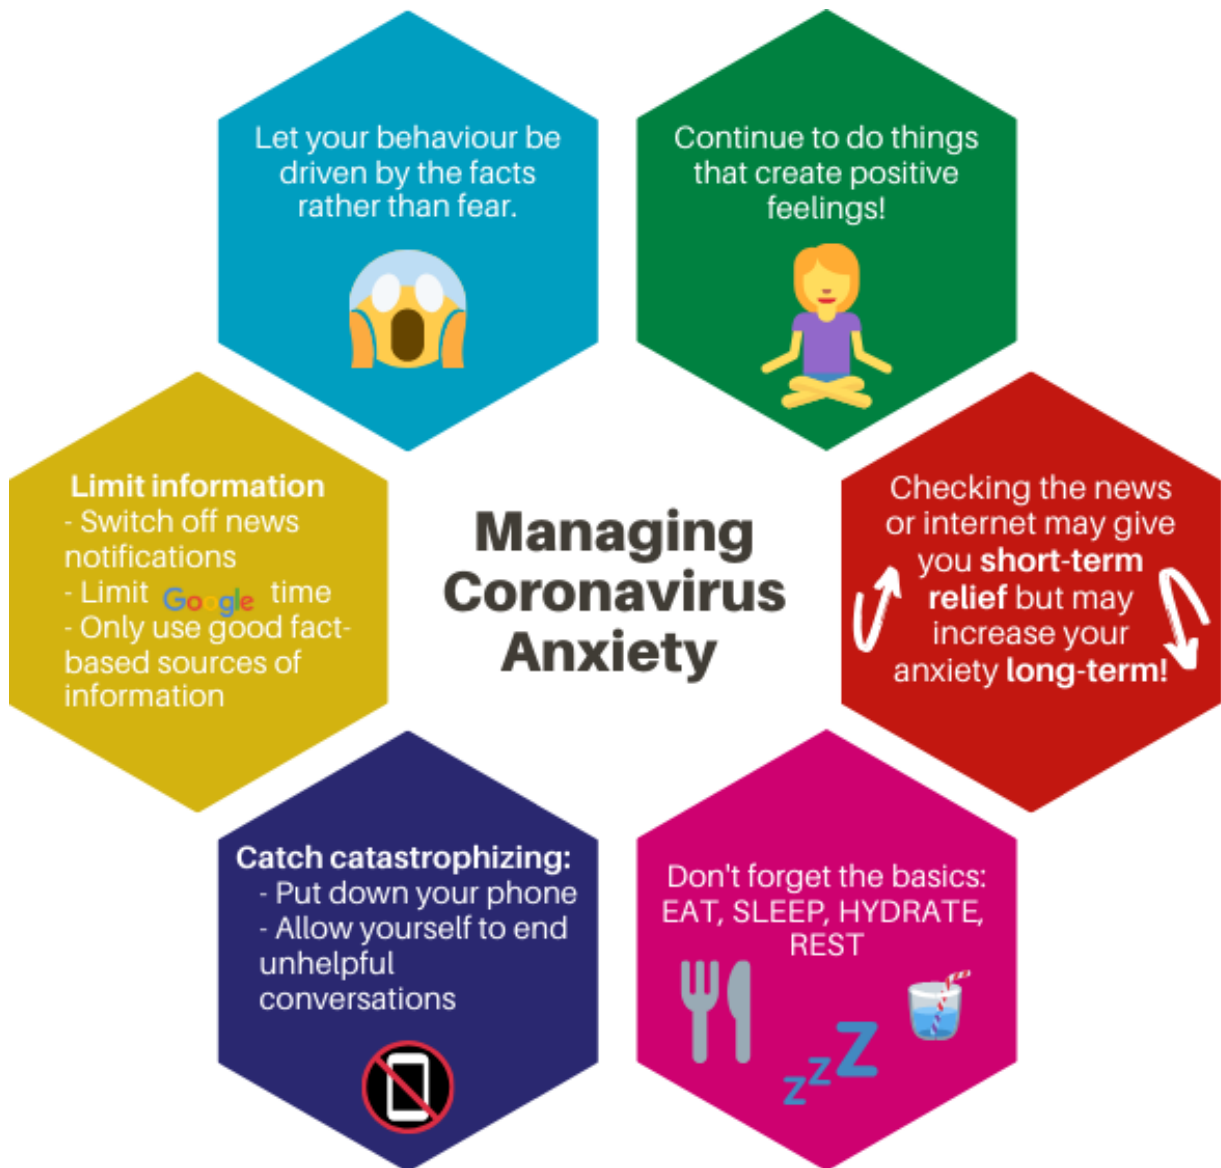 Let your behaviour be
driven by the facts
rather than fear.
Continue to do things
that create positive
feelings!
Limit information
- Switch off news
notifications
- Limit Google time
- Only use good fact-
based sources of
information
Managing
Coronavirus
Anxiety
Checking the news
or internet may give
you short-term
relief but may
increase your
anxiety long-term!
Catch catastrophizing:
- Put down your phone
- Allow yourself to end
unhelpful
conversations
Don't forget the basics:
EAT, SLEEP, HYDRATE,
REST
zzZ